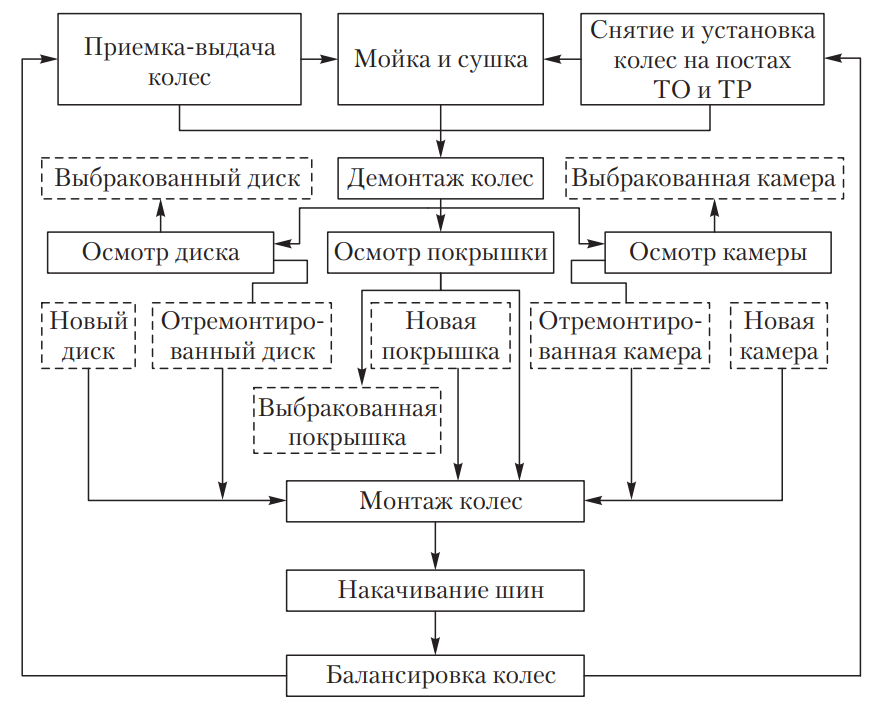 Приемка-выдача
колес
Мойка и сушка
Снятие и установка
колес на постах
ТО и ТР
Выбракованный диск
Демонтаж колес
Выбракованная камера
Осмотр диска
Осмотр покрышки
Осмотр камеры
Новый
диск
Отремонтиро-
ванный диск
Новая
покрышка
Отремонтиро-
ванная камера
Новая
камера
Выбракованная
покрышка
Монтаж колес
Накачивание шин
Балансировка колес